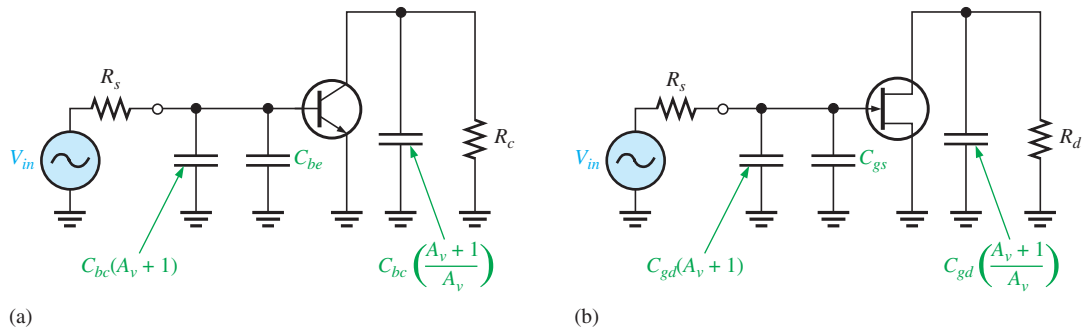 R_s
V_in
C_be
R_c
C_bc(A_v + 1)
C_bc((A_v + 1)/A_v)
(a)
R_s
V_in
C_gs
R_d
C_gd(A_v + 1)
C_gd((A_v + 1)/A_v)
(b)